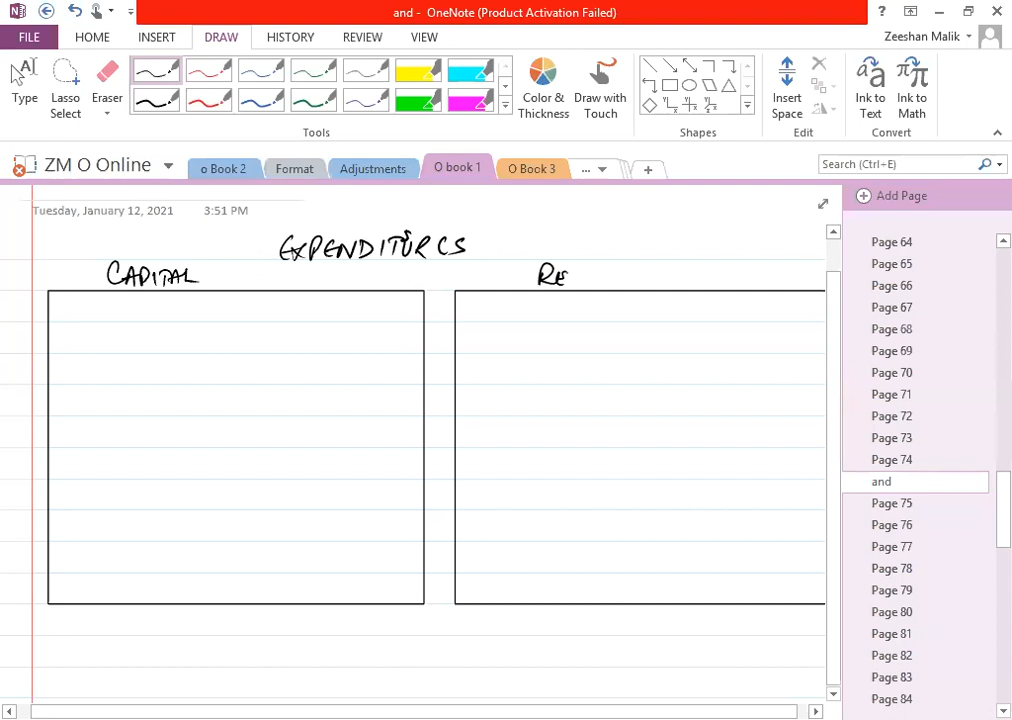 and - OneNote (Product Activation Failed)
FILE HOME INSERT DRAW HISTORY REVIEW VIEW
Zeeshan Malik
Type
Lasso Select
Eraser
Color & Thickness
Draw with Touch
Insert Space
Ink to Text
Ink to Math
Tools
Shapes
Edit
Convert
ZM O Online
o Book 2
Format
Adjustments
O book 1
O Book 3
...
Search (Ctrl+E)
Tuesday, January 12, 2021 3:51 PM
EXPENDITURES
CAPITAL
RE
Add Page
Page 64
Page 65
Page 66
Page 67
Page 68
Page 69
Page 70
Page 71
Page 72
Page 73
Page 74
and
Page 75
Page 76
Page 77
Page 78
Page 79
Page 80
Page 81
Page 82
Page 83
Page 84